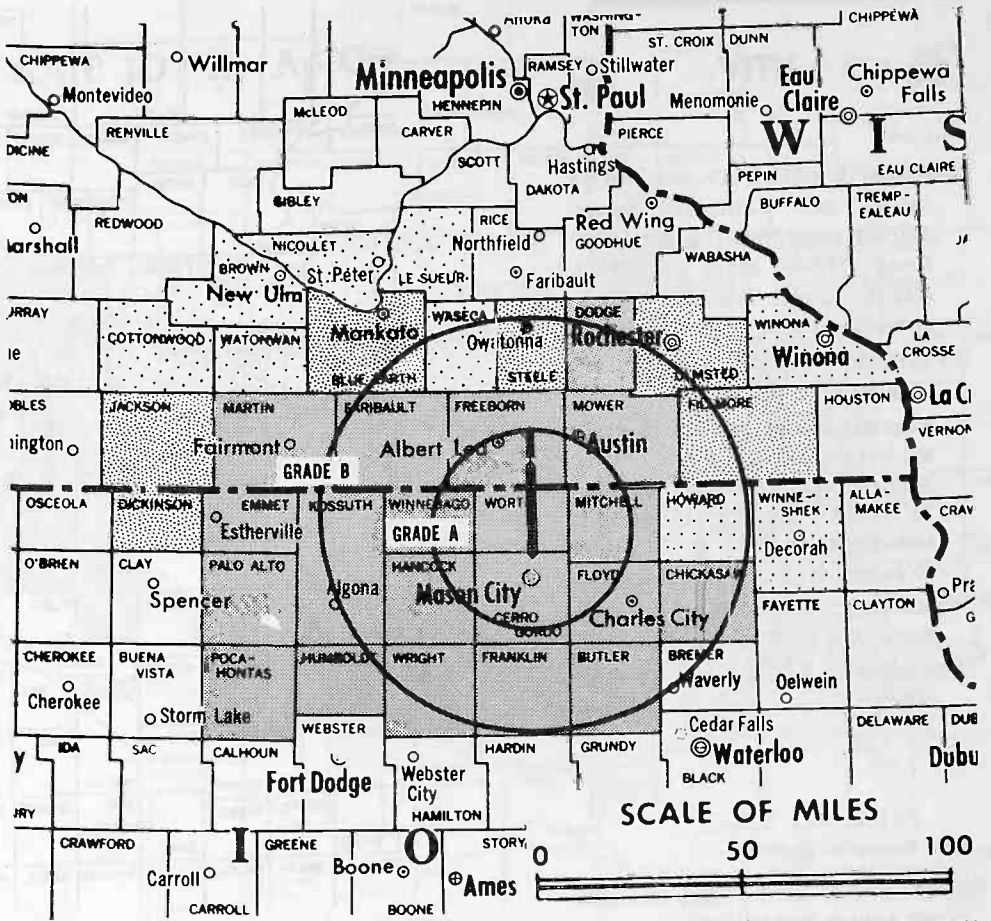 CHIPPEWA
ST. CROIX
DUNN
CHIPPEWA
Willmar
Minneapolis
RAMSEY
Stillwater
Eau Claire
Chippewa Falls
Montevideo
McLEOD
HENNEPIN
St. Paul
Menomonie
RENVILLE
CARVER
PIERCE
W I S
SCOTT
Hastings
PEPIN
EAU CLAIRE
SIBLEY
DAKOTA
BUFFALO
TREMP-
EALEAU
REDWOOD
RICE
Red Wing
NICOLLET
Northfield
GOODHUE
BROWN
St. Peter
LE SUEUR
WABASHA
New Ulm
Faribault
Mankato
WASECA
DODGE
WINONA
COTTONWOOD
WATONWAN
Owatonna
Rochester
Winona
LA
CROSSE
BLUE EARTH
STEELE
OLMSTED
JACKSON
MARTIN
FARIBAULT
FREEBORN
MOWER
FILLMORE
HOUSTON
Fairmont
Albert Lea
Austin
GRADE B
OSCEOLA
DICKINSON
EMMET
KOSSUTH
WINNEBAGO
WORT
MITCHELL
HOWARD
WINNE-
SHIEK
ALLA-
MAKEE
Estherville
GRADE A
Decorah
O'BRIEN
CLAY
PALO ALTO
HANCOCK
FLOYD
CHICKASAW
Spencer
Algona
Mason City
CERRO
GORDO
Charles City
FAYETTE
CLAYTON
CHEROKEE
BUENA
VISTA
POCA-
HONTAS
HUMBOLDT
WRIGHT
FRANKLIN
BUTLER
BREMER
Cherokee
Waverly
Oelwein
Storm Lake
WEBSTER
Cedar Falls
DELAWARE
IDA
SAC
CALHOUN
HARDIN
GRUNDY
Waterloo
Dubu
Fort Dodge
Webster
City
BLACK
HAMILTON
SCALE OF MILES
CRAWFORD
I
GREENE
O
STORY
0 50 100
Carroll
Boone
Ames
CARROLL
BOONE